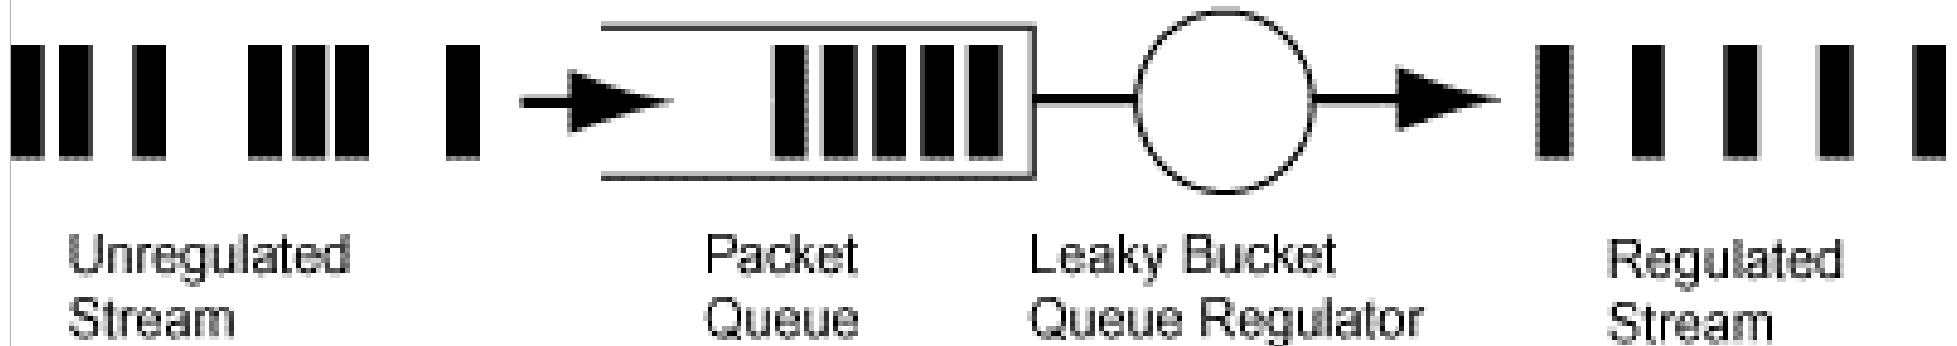 Unregulated
Stream
Packet
Queue
Leaky Bucket
Queue Regulator
Regulated
Stream